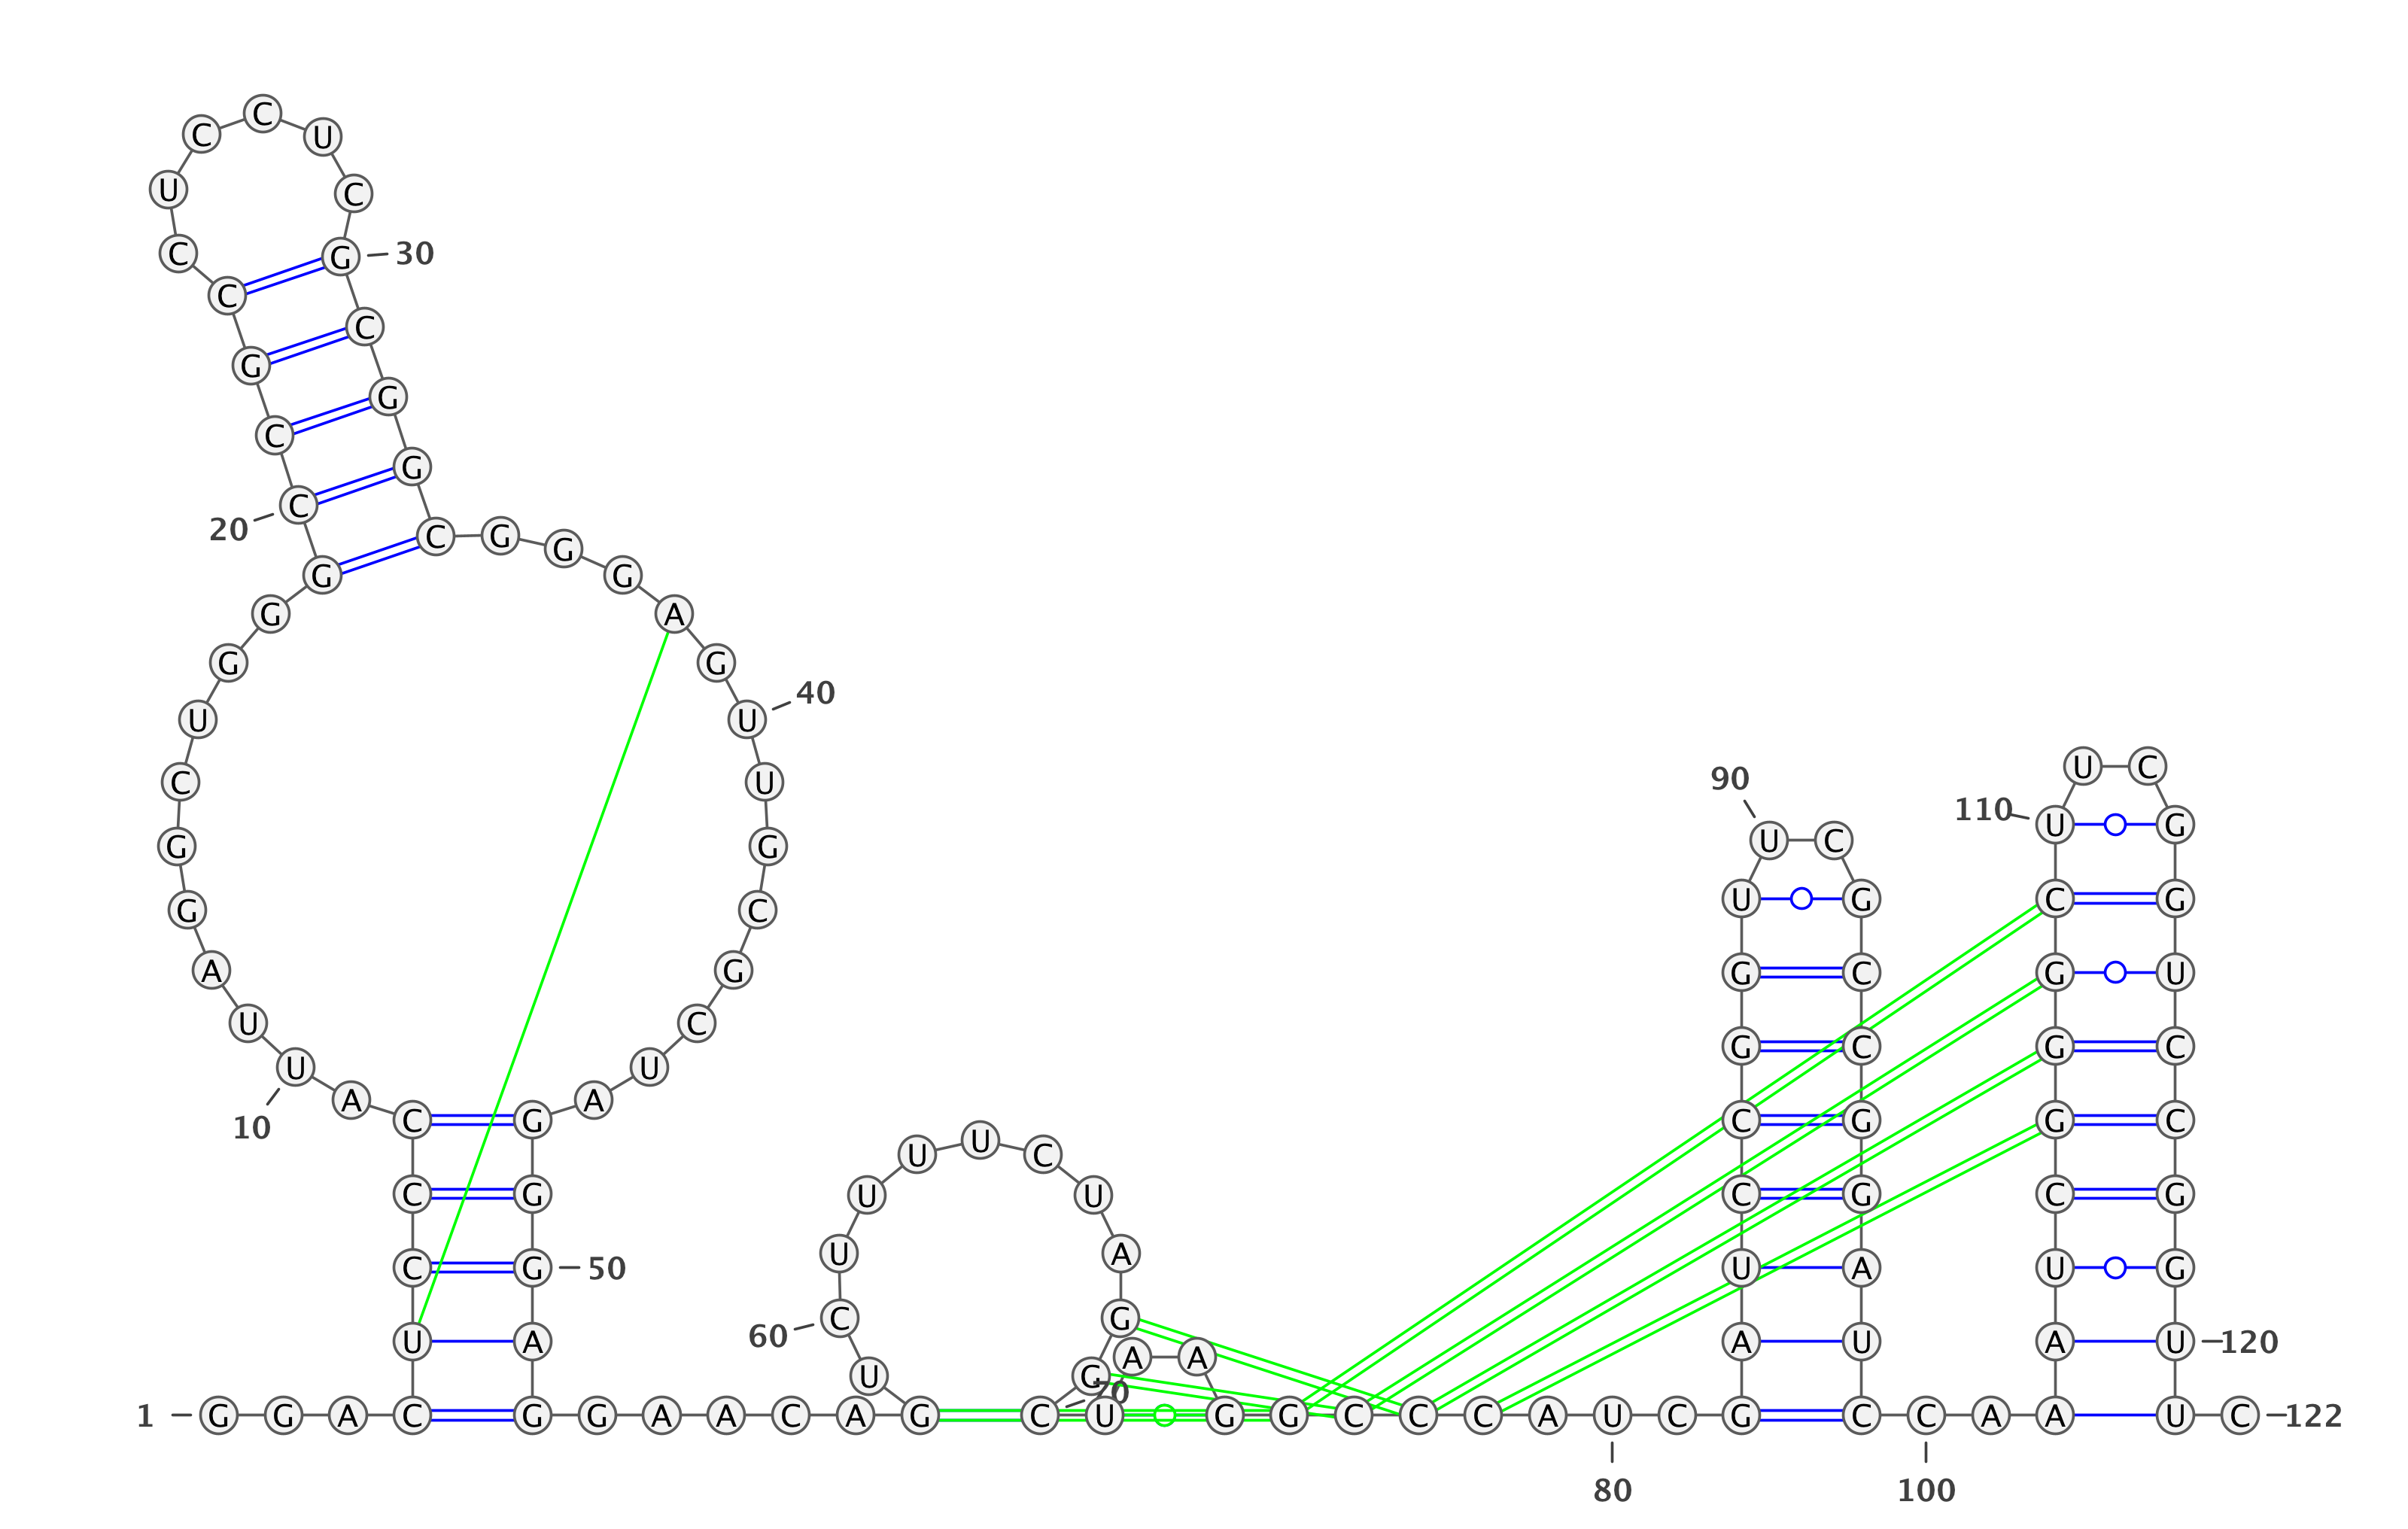 C
C U
U C
C G 30
C
C
G
G
C
G
C
20
C G G
G G
G A
G G
40
U U
U C
90
C U
110
U G
U C
G G
U G C G
G C
A G G C G U
U C
G C G C
U U
A A
C G C G G C
10
U
U C
C G U U C G C G
U A
C G 50 U A U G
C G
60
U A A U A U 120
A A
U G
70
1 G G A C G G A A C A G C U G G C C C A U C G C C A A U C 122
80 100